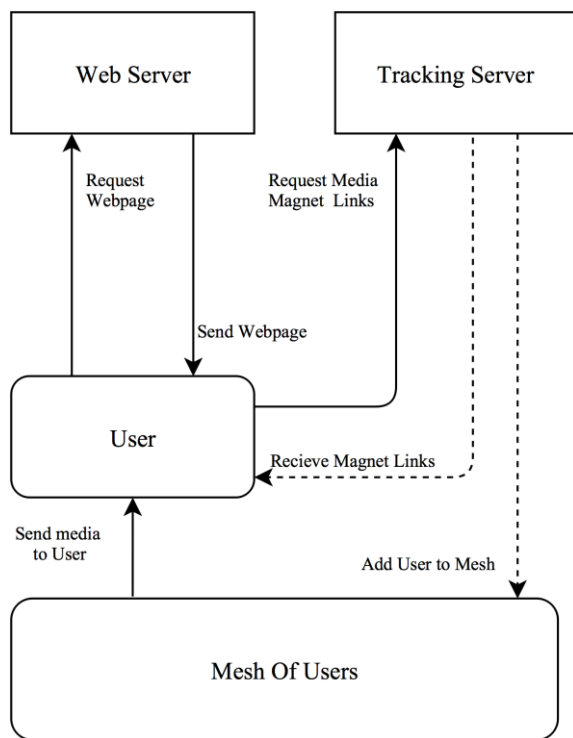 Web Server
Tracking Server
Request
Webpage
Request Media
Magnet Links
Send Webpage
User
Recieve Magnet Links
Send media
to User
Add User to Mesh
Mesh Of Users